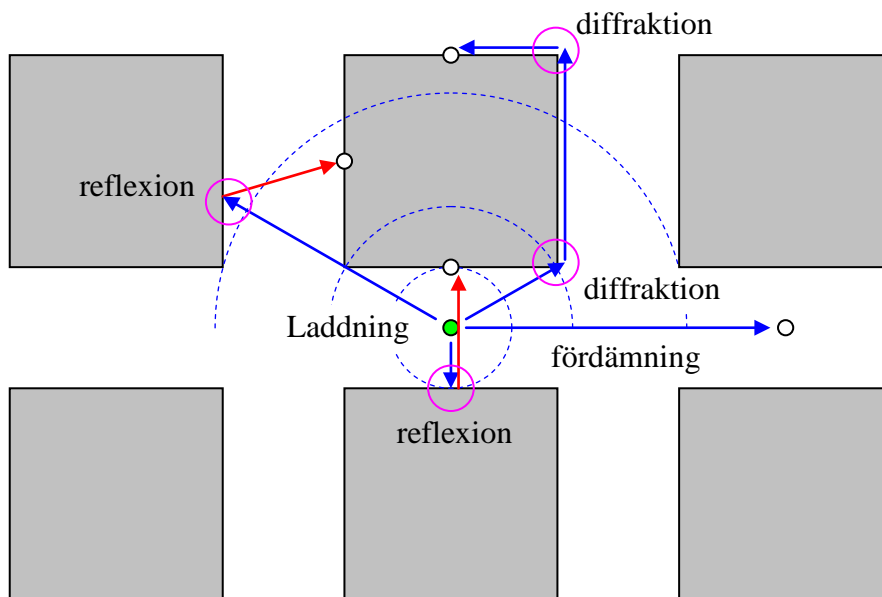 diffraktion
reflexion
diffraktion
Laddning
fördämning
reflexion